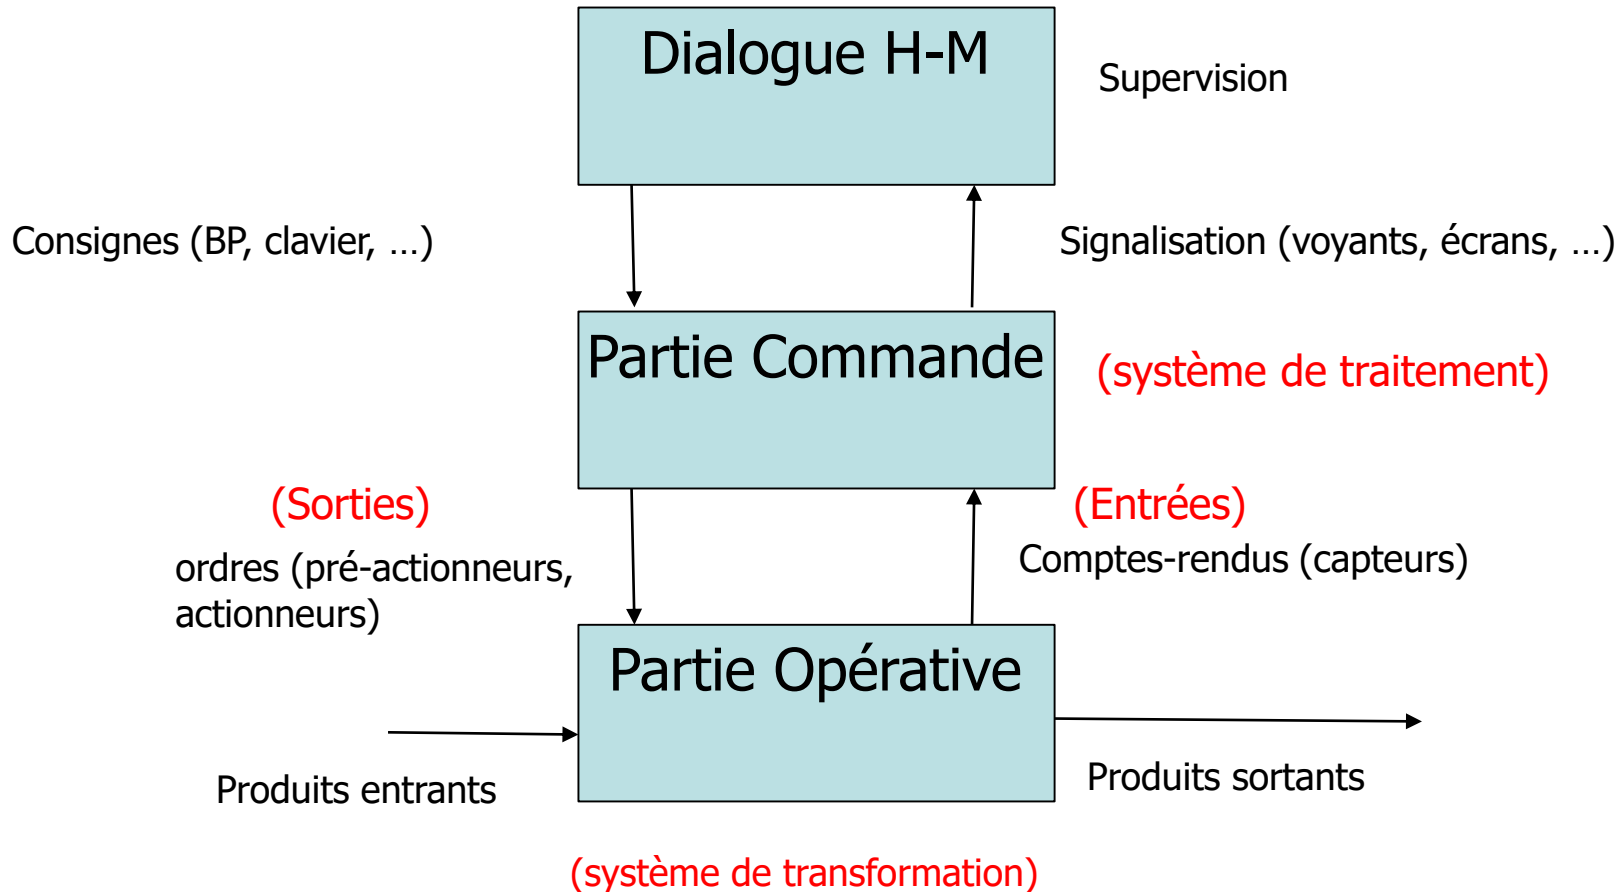 Dialogue H-M
Supervision
Consignes (BP, clavier, …)
Signalisation (voyants, écrans, …)
Partie Commande
(système de traitement)
(Sorties)
(Entrées)
ordres (pré-actionneurs,
actionneurs)
Comptes-rendus (capteurs)
Partie Opérative
Produits entrants
Produits sortants
(système de transformation)